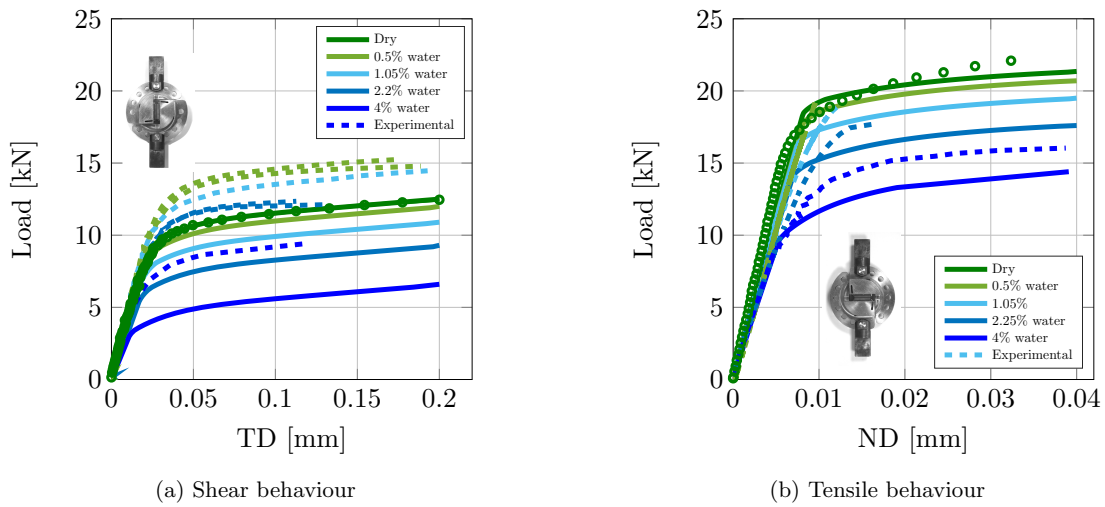 25
20
15
10
5
0
Load [kN]
Dry
0.5% water
1.05% water
2.2% water
4% water
Experimental
0
0.05
0.1
0.15
0.2
TD [mm]
(a) Shear behaviour
25
20
15
10
5
0
Load [kN]
Dry
0.5% water
1.05%
2.25% water
4% water
Experimental
0
0.01
0.02
0.03
0.04
ND [mm]
(b) Tensile behaviour